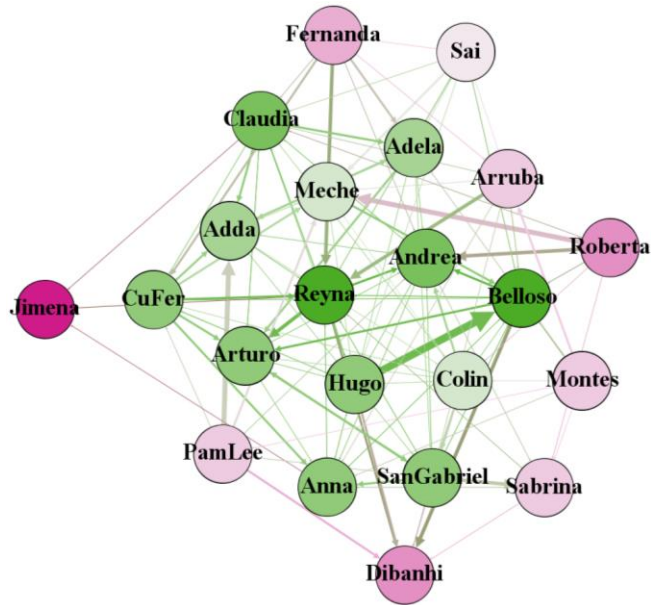 Fernanda
Sai
Claudia
Adela
Meche
Arruba
Adda
Andrea
Roberta
Jimena
CuFer
Reyna
Belloso
Arturo
Hugo
Colin
Montes
PamLee
Anna
SanGabriel
Sabrina
Dibanhi